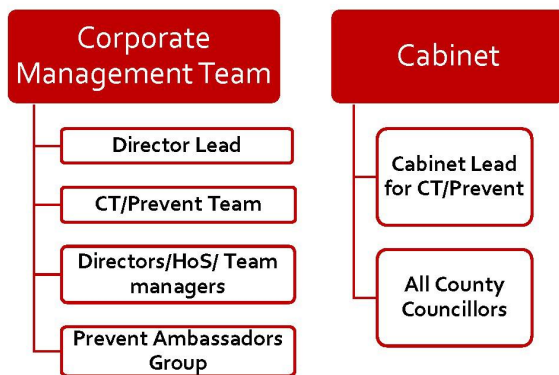 Corporate
Management Team
Director Lead
CT/Prevent Team
Directors/HoS/ Team
managers
Prevent Ambassadors
Group
Cabinet
Cabinet Lead
for CT/Prevent
All County
Councillors